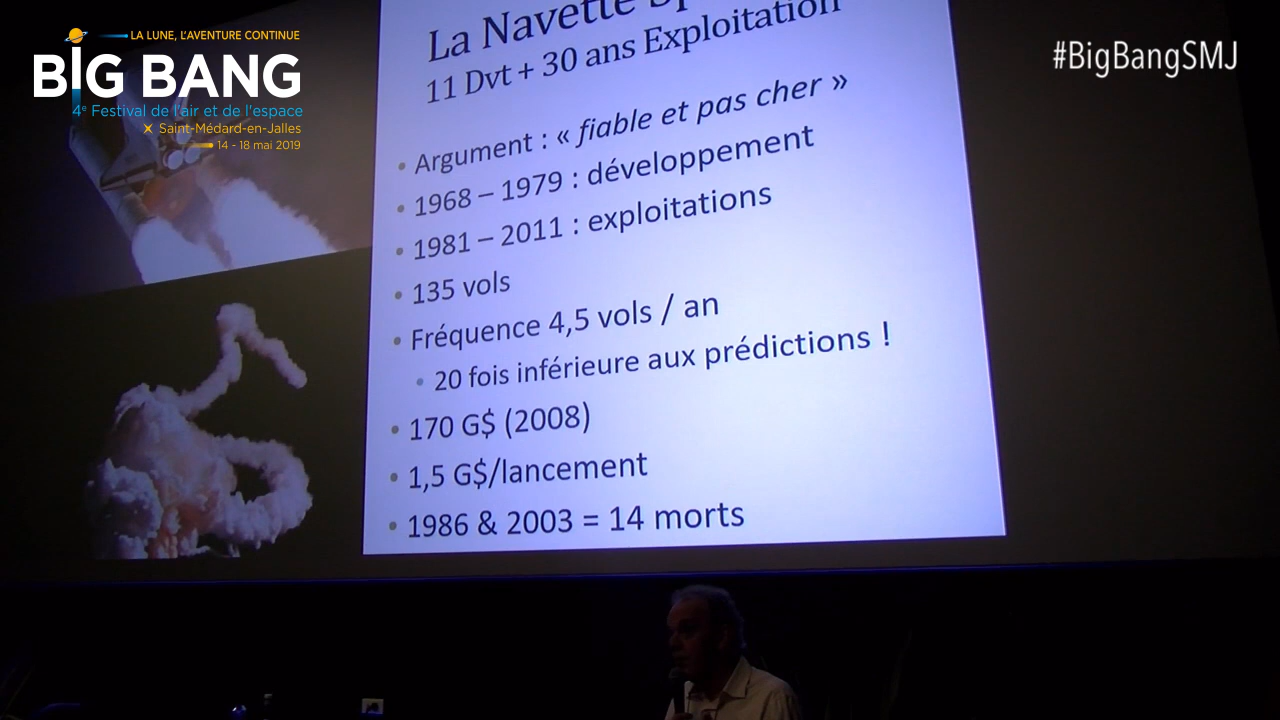 LA LUNE, L'AVENTURE CONTINUE
BIG BANG
4e Festival de l'air et de l'espace
Saint-Médard-en-Jalles
14 - 18 mai 2019
#BigBangSMJ
La Navette
11 Dvt + 30 ans Exploitation
• Argument : « fiable et pas cher »
• 1968 – 1979 : développement
• 1981 – 2011 : exploitations
• 135 vols
• Fréquence 4,5 vols / an
• 20 fois inférieure aux prédictions !
• 170 G$ (2008)
• 1,5 G$/lancement
• 1986 & 2003 = 14 morts